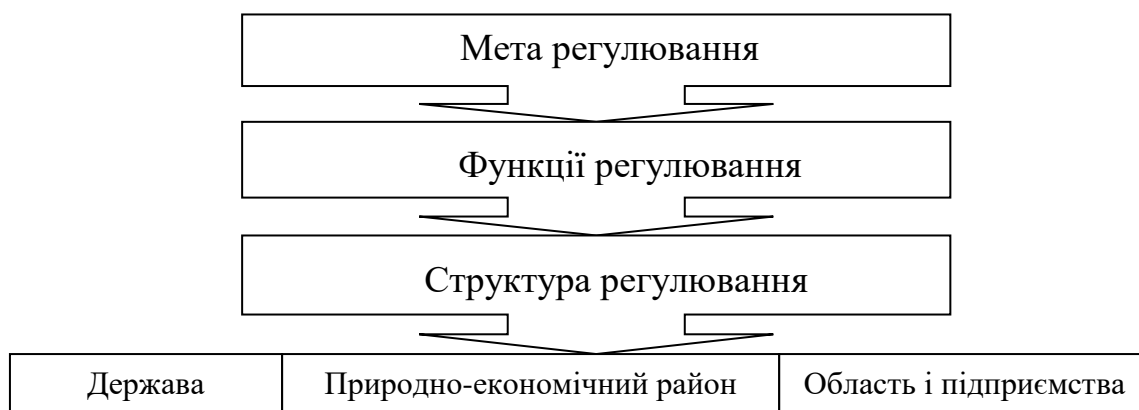 Мета регулювання
Функції регулювання
Структура регулювання
Держава
Природно-економічний район
Область і підприємства